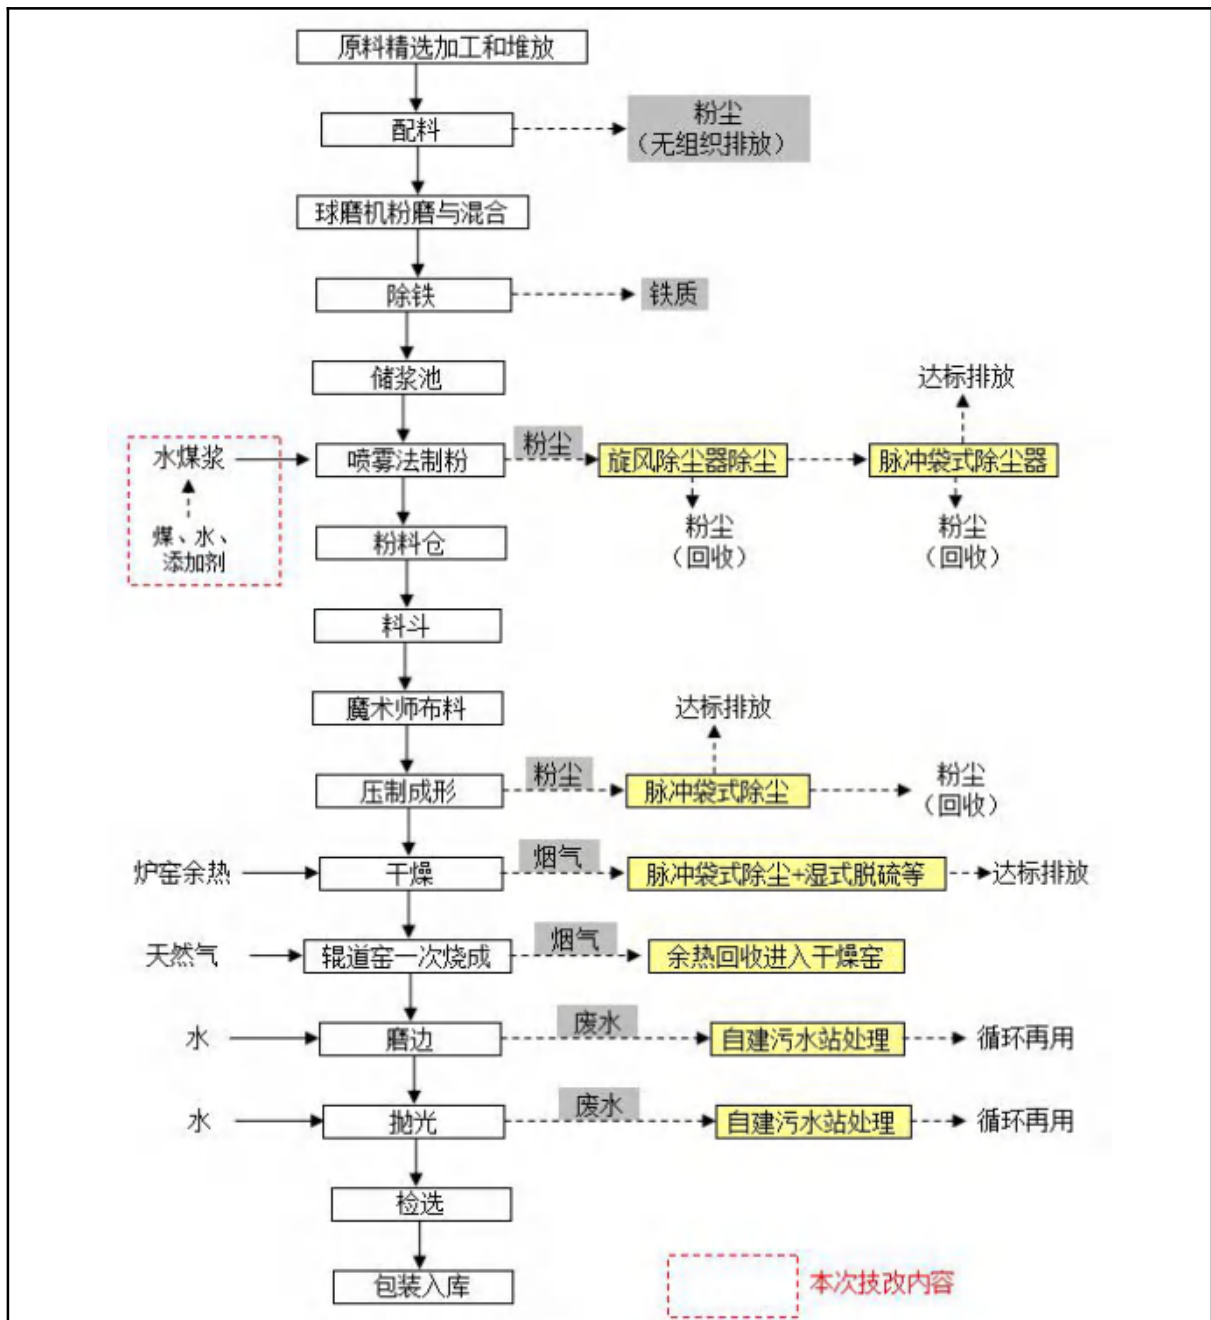 原料精选加工和堆放
配料
粉尘
（无组织排放）
球磨机粉磨与混合
除铁
铁质
储浆池
达标排放
水煤浆
喷雾法制粉
粉尘
旋风除尘器除尘
脉冲袋式除尘器
煤、水、
添加剂
粉尘
（回收）
粉尘
（回收）
粉料仓
料斗
魔术师布料
达标排放
压制成形
粉尘
脉冲袋式除尘
粉尘
（回收）
炉窑余热
干燥
烟气
脉冲袋式除尘+湿式脱硫等
达标排放
天然气
辊道窑一次烧成
烟气
余热回收进入干燥窑
水
磨边
废水
自建污水站处理
循环再用
水
抛光
废水
自建污水站处理
循环再用
检选
包装入库
本次技改内容